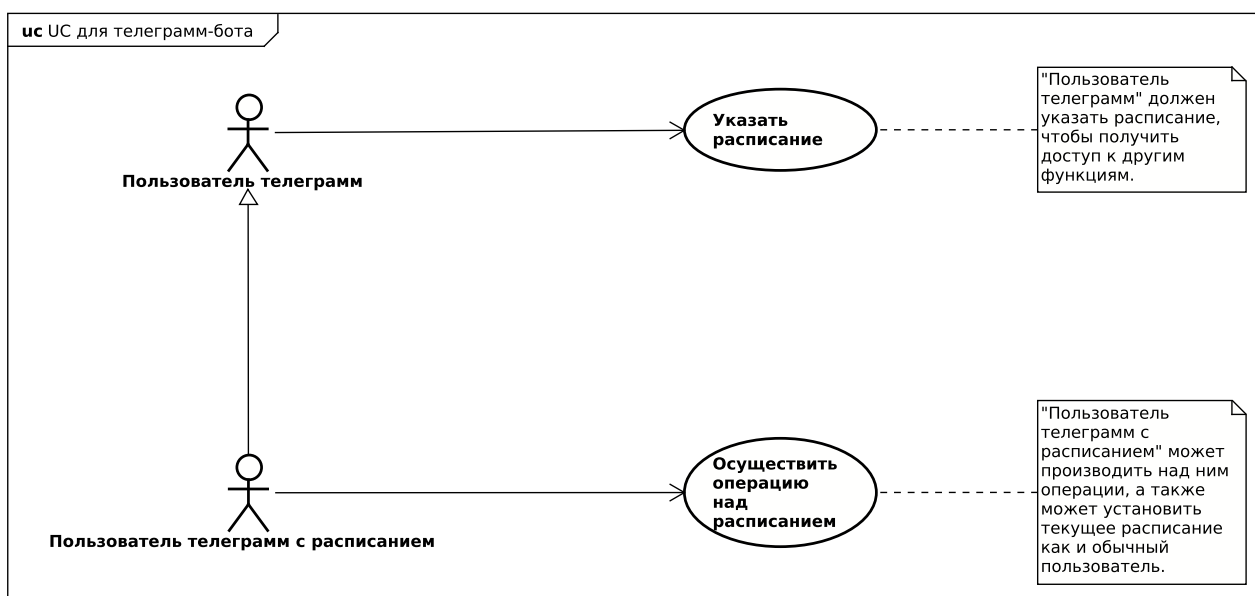 uc UC для телеграмм-бота
Пользователь телеграмм
Указать
расписание
"Пользователь
телеграмм" должен
указать расписание,
чтобы получить
доступ к другим
функциям.
Пользователь телеграмм с расписанием
Осуществить
операцию
над
расписанием
"Пользователь
телеграмм с
расписанием" может
производить над ним
операции, а также
может установить
текущее расписание
как и обычный
пользователь.